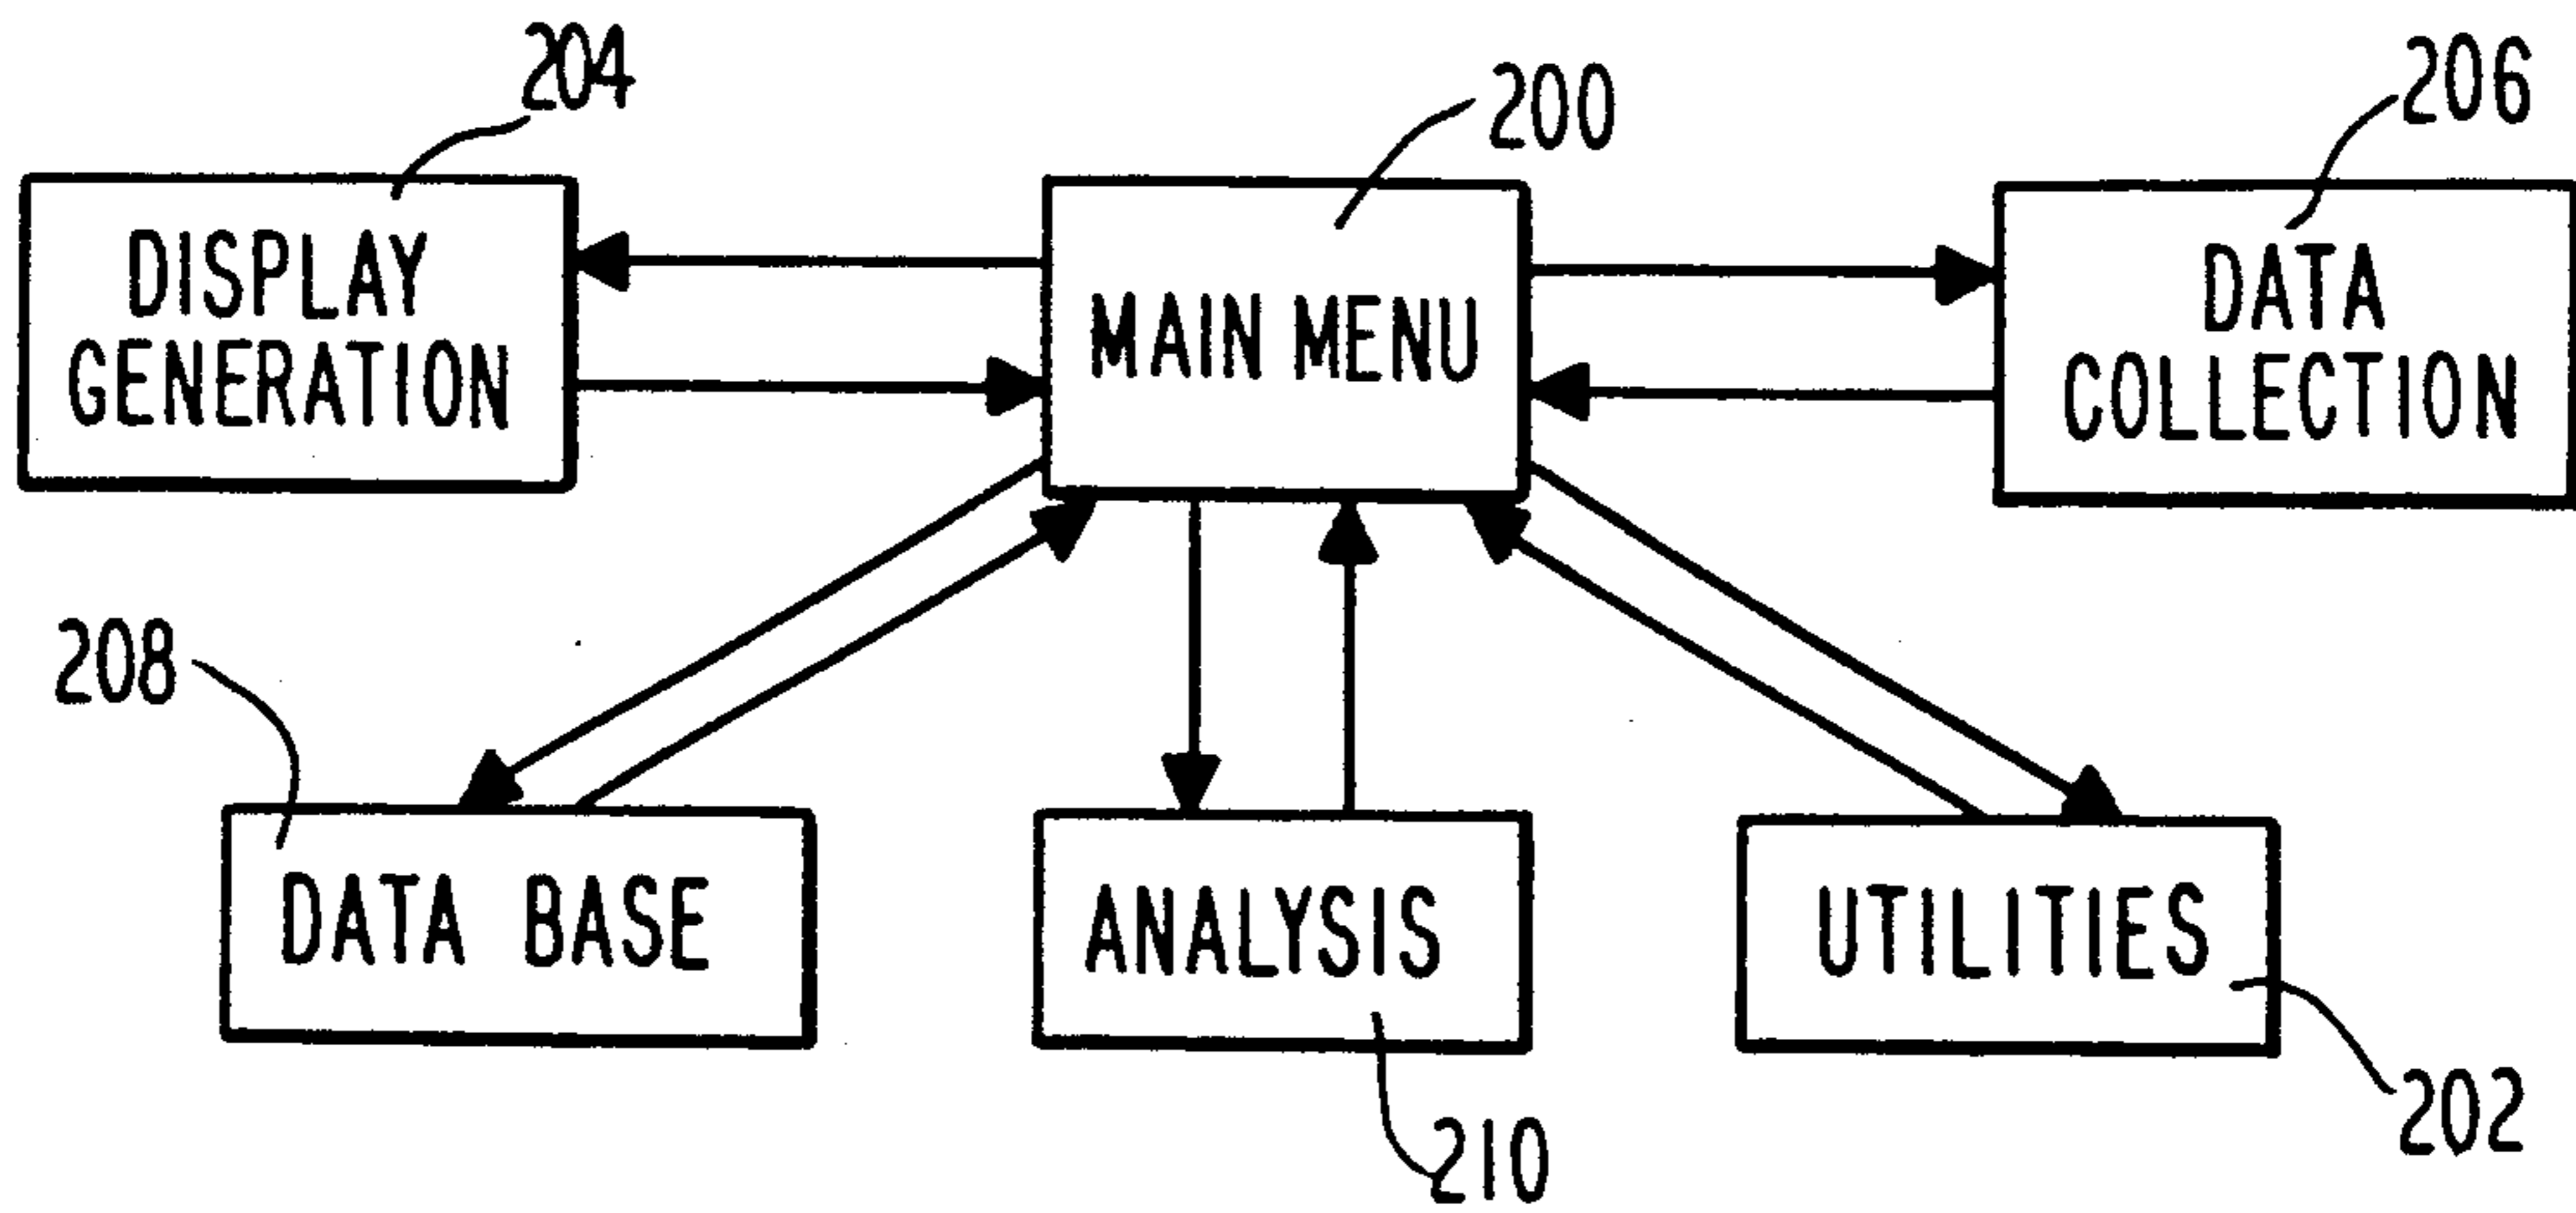 204
200
206
DISPLAY
GENERATION
MAIN MENU
DATA
COLLECTION
208
DATA BASE
ANALYSIS
UTILITIES
210
202